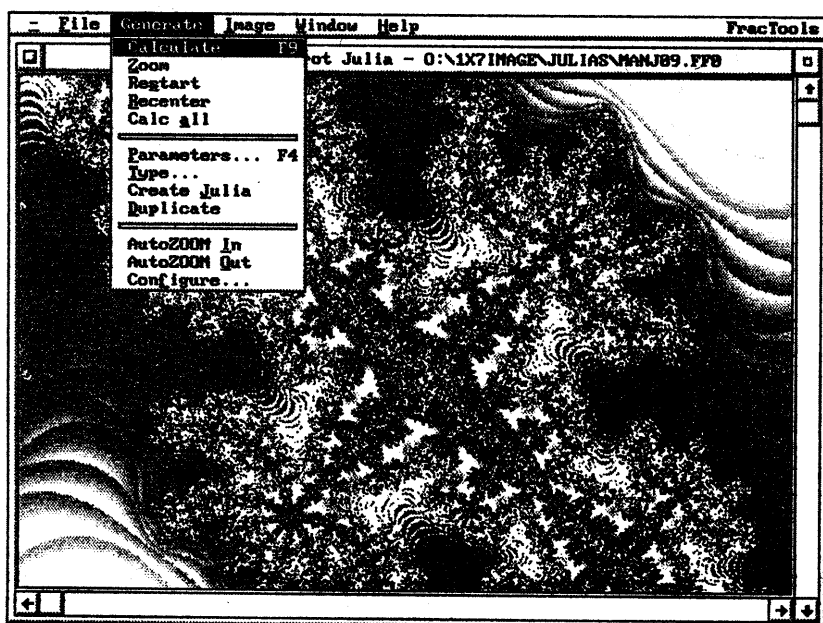 File Generate Image Window Help FracTools
Calculate F9
ot Julia - O:\1X7IMAGE\JULIAS\MANJ09.FF0
Zoom
Restart
Recenter
Calc all
Parameters... F4
Type...
Create Julia
Duplicate
AutoZOOM In
AutoZOOM Out
Configure...